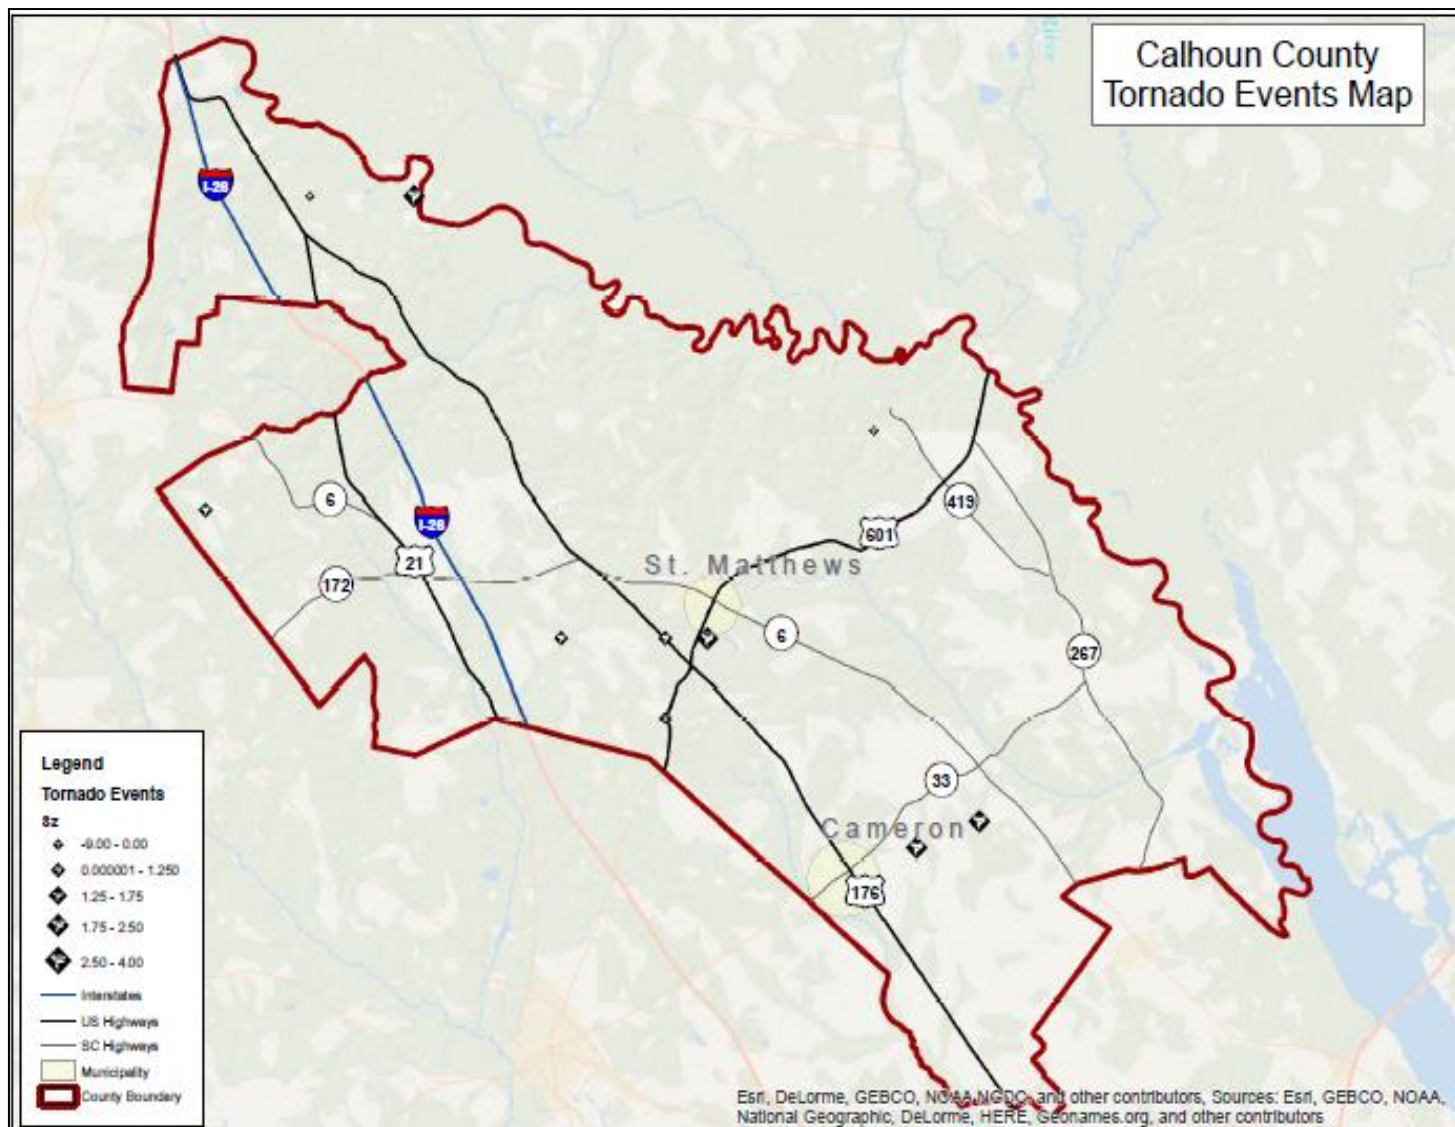 Calhoun County
Tornado Events Map
I-26
I-26
6
21
172
St. Matthews
601
419
6
267
33
Cameron
176
Legend
Tornado Events
Sz
-9.00 - 0.00
0.000001 - 1.250
1.25 - 1.75
1.75 - 2.50
2.50 - 4.00
Interstates
US Highways
SC Highways
Municipality
County Boundary
Esri, DeLorme, GEBCO, NOAA NGDC, and other contributors, Sources: Esri, GEBCO, NOAA,
National Geographic, DeLorme, HERE, Geonames.org, and other contributors